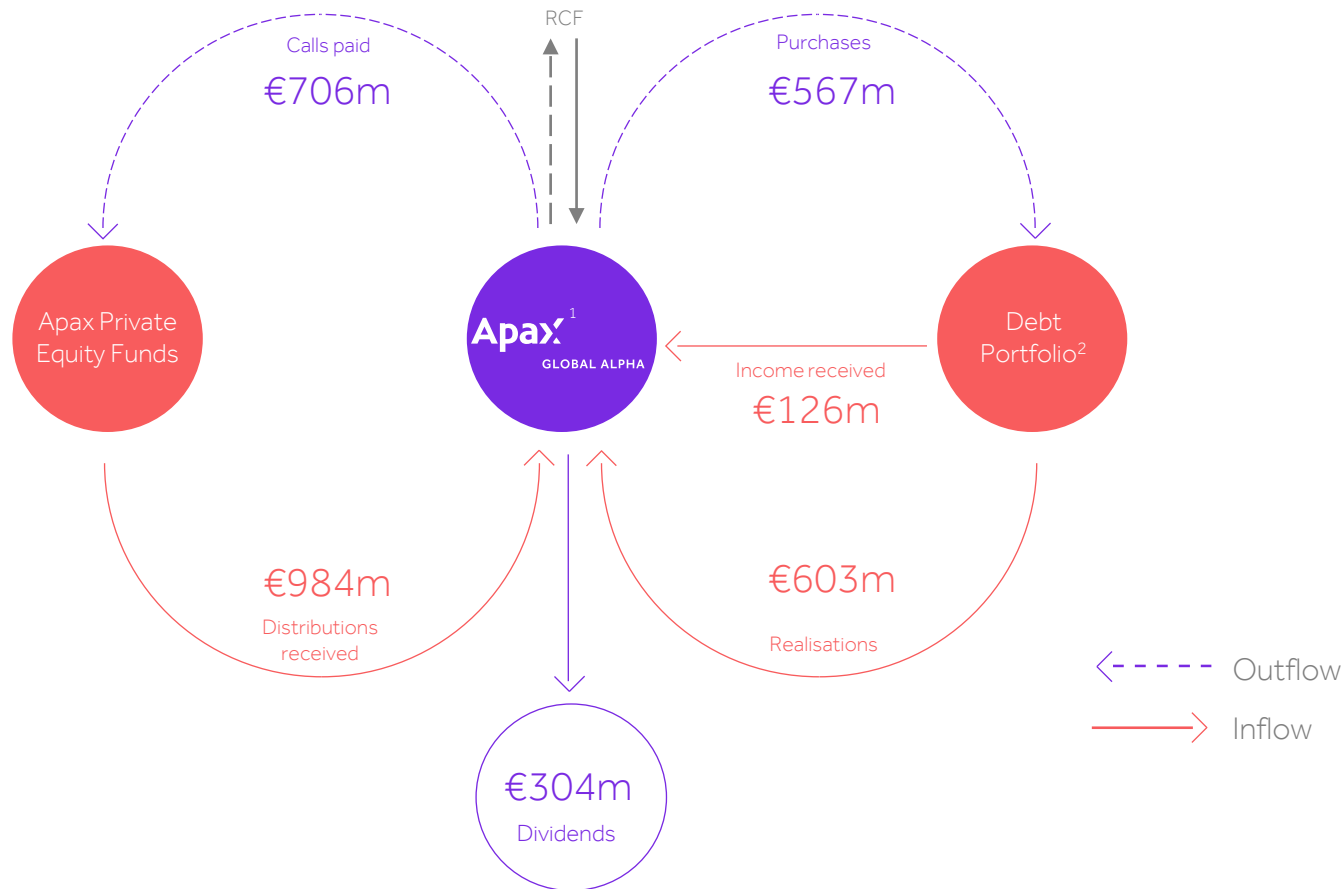 RCF
Calls paid
€706m
Purchases
€567m
Apax Private
Equity Funds
Apax 1
GLOBAL ALPHA
Debt
Portfolio2
Income received
€126m
€984m
Distributions
received
€603m
Realisations
Outflow
Inflow
€304m
Dividends